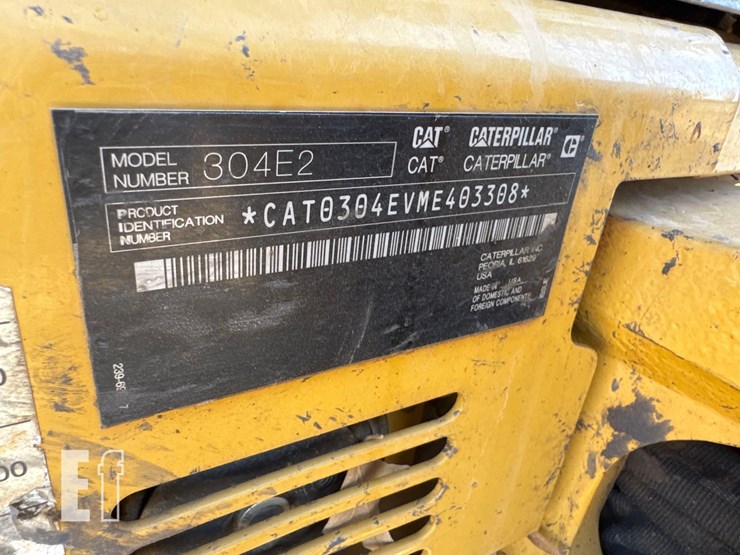 CAT® CATERPILLAR®
CAT® CATERPILLAR®
MODEL
NUMBER 304E2
PRODUCT
IDENTIFICATION
NUMBER
*CAT0304EVME403308*
CATERPILLAR INC.
PEORIA, IL 61629
USA
MADE IN USA
OF DOMESTIC AND
FOREIGN COMPONENTS
Ef